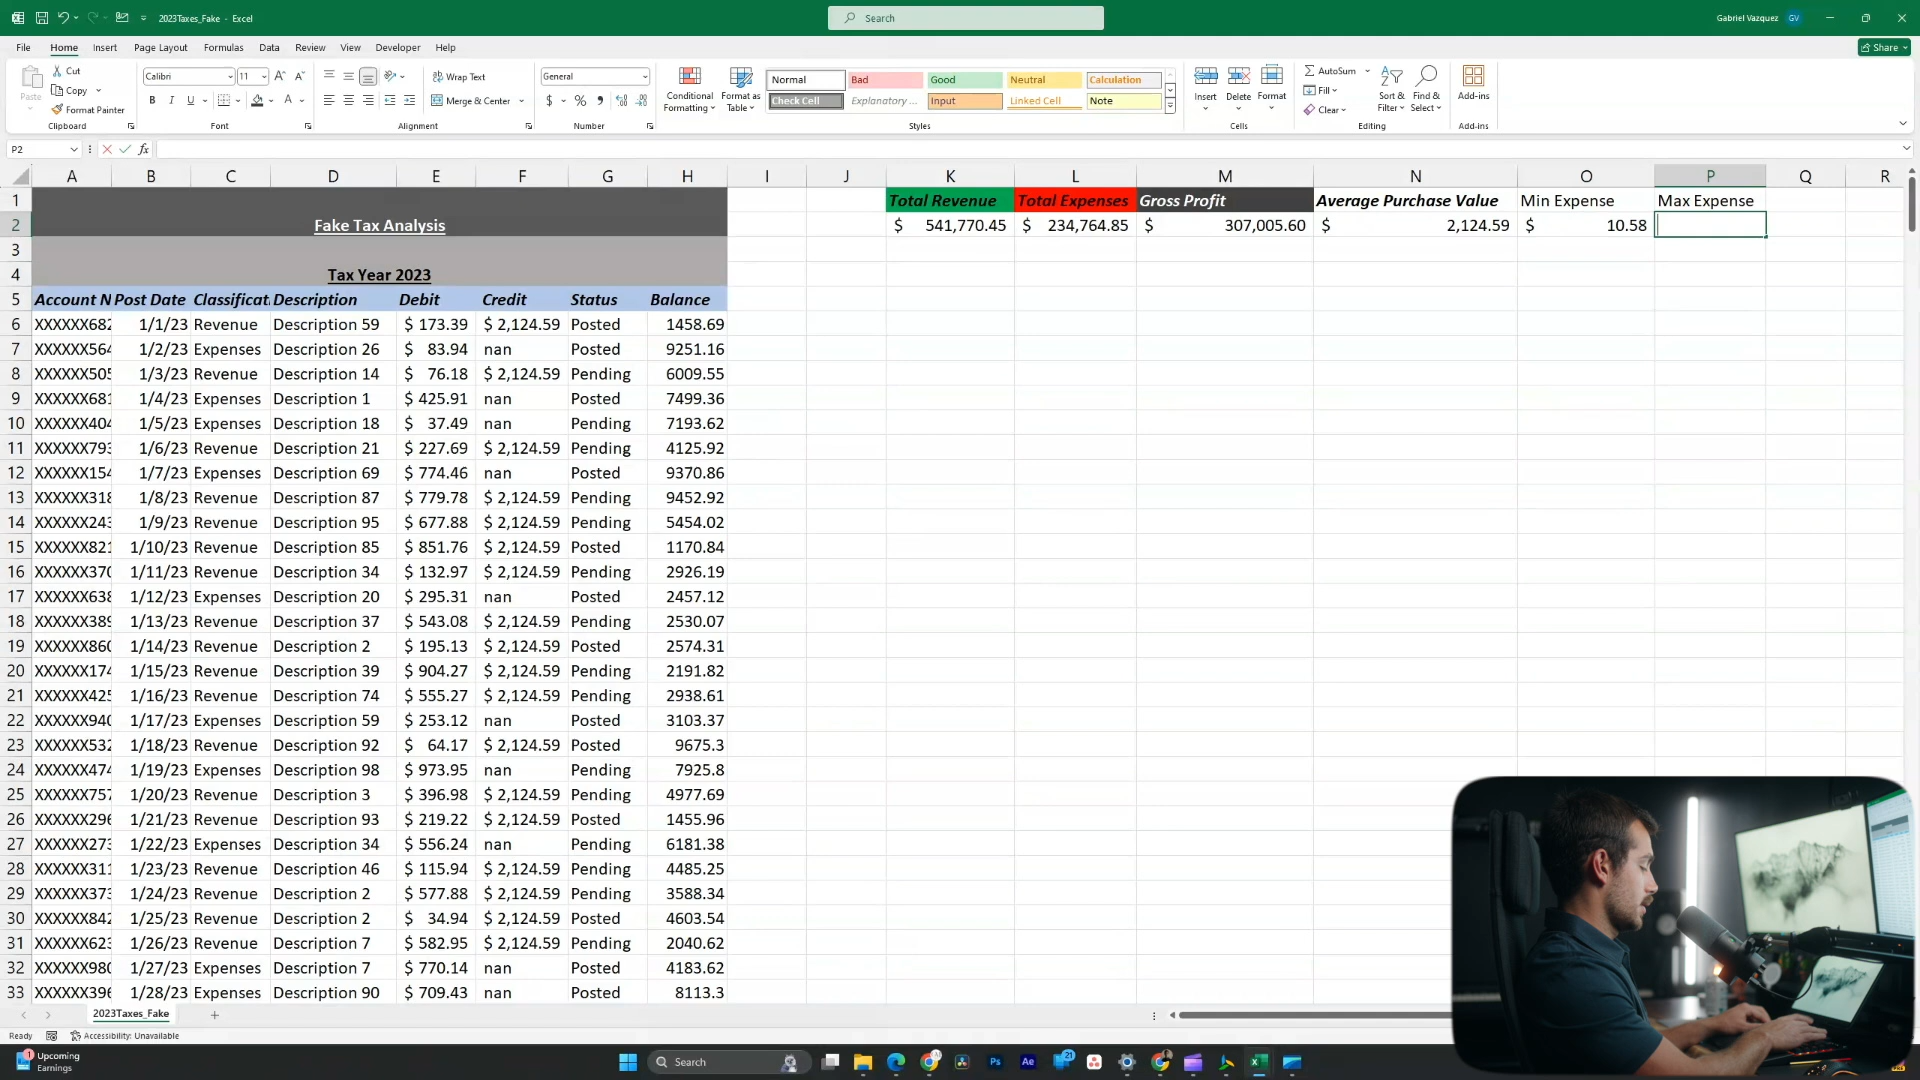 2023Taxes_Fake - Excel
Search
Gabriel Vazquez GV
File Home Insert Page Layout Formulas Data Review View Developer Help
Share
Paste
Cut
Copy
Format Painter
Clipboard
Calibri 11
B I U
Font
Wrap Text
Merge & Center
Alignment
General
$ % ,
Number
Conditional Formatting
Format as Table
Normal Bad Good Neutral Calculation
Check Cell Explanatory ... Input Linked Cell Note
Styles
Insert Delete Format
Cells
AutoSum
Fill
Clear
Sort & Filter
Find & Select
Editing
Add-ins
Add-ins
P2 fx
A B C D E F G H I J K L M N O P Q R
1 Total Revenue Total Expenses Gross Profit Average Purchase Value Min Expense Max Expense
2 Fake Tax Analysis $ 541,770.45 $ 234,764.85 $ 307,005.60 $ 2,124.59 $ 10.58
3
4 Tax Year 2023
5 Account N Post Date Classificat Description Debit Credit Status Balance
6 XXXXXX682 1/1/23 Revenue Description 59 $ 173.39 $ 2,124.59 Posted 1458.69
7 XXXXXX564 1/2/23 Expenses Description 26 $ 83.94 nan Posted 9251.16
8 XXXXXX505 1/3/23 Revenue Description 14 $ 76.18 $ 2,124.59 Pending 6009.55
9 XXXXXX681 1/4/23 Expenses Description 1 $ 425.91 nan Posted 7499.36
10 XXXXXX404 1/5/23 Expenses Description 18 $ 37.49 nan Pending 7193.62
11 XXXXXX793 1/6/23 Revenue Description 21 $ 227.69 $ 2,124.59 Pending 4125.92
12 XXXXXX154 1/7/23 Expenses Description 69 $ 774.46 nan Posted 9370.86
13 XXXXXX318 1/8/23 Revenue Description 87 $ 779.78 $ 2,124.59 Pending 9452.92
14 XXXXXX243 1/9/23 Revenue Description 95 $ 677.88 $ 2,124.59 Pending 5454.02
15 XXXXXX821 1/10/23 Revenue Description 85 $ 851.76 $ 2,124.59 Posted 1170.84
16 XXXXXX370 1/11/23 Revenue Description 34 $ 132.97 $ 2,124.59 Pending 2926.19
17 XXXXXX638 1/12/23 Expenses Description 20 $ 295.31 nan Posted 2457.12
18 XXXXXX389 1/13/23 Revenue Description 37 $ 543.08 $ 2,124.59 Pending 2530.07
19 XXXXXX860 1/14/23 Revenue Description 2 $ 195.13 $ 2,124.59 Posted 2574.31
20 XXXXXX174 1/15/23 Revenue Description 39 $ 904.27 $ 2,124.59 Pending 2191.82
21 XXXXXX425 1/16/23 Revenue Description 74 $ 555.27 $ 2,124.59 Pending 2938.61
22 XXXXXX940 1/17/23 Expenses Description 59 $ 253.12 nan Posted 3103.37
23 XXXXXX532 1/18/23 Revenue Description 92 $ 64.17 $ 2,124.59 Posted 9675.3
24 XXXXXX474 1/19/23 Expenses Description 98 $ 973.95 nan Pending 7925.8
25 XXXXXX757 1/20/23 Revenue Description 3 $ 396.98 $ 2,124.59 Pending 4977.69
26 XXXXXX296 1/21/23 Revenue Description 93 $ 219.22 $ 2,124.59 Posted 1455.96
27 XXXXXX273 1/22/23 Expenses Description 34 $ 556.24 nan Pending 6181.38
28 XXXXXX311 1/23/23 Revenue Description 46 $ 115.94 $ 2,124.59 Pending 4485.25
29 XXXXXX373 1/24/23 Revenue Description 2 $ 577.88 $ 2,124.59 Pending 3588.34
30 XXXXXX842 1/25/23 Revenue Description 2 $ 34.94 $ 2,124.59 Posted 4603.54
31 XXXXXX623 1/26/23 Revenue Description 7 $ 582.95 $ 2,124.59 Pending 2040.62
32 XXXXXX980 1/27/23 Expenses Description 7 $ 770.14 nan Posted 4183.62
33 XXXXXX396 1/28/23 Expenses Description 90 $ 709.43 nan Posted 8113.3
2023Taxes_Fake
Ready Accessibility: Unavailable
1 Upcoming
Earnings
Search
Ps Ae 21